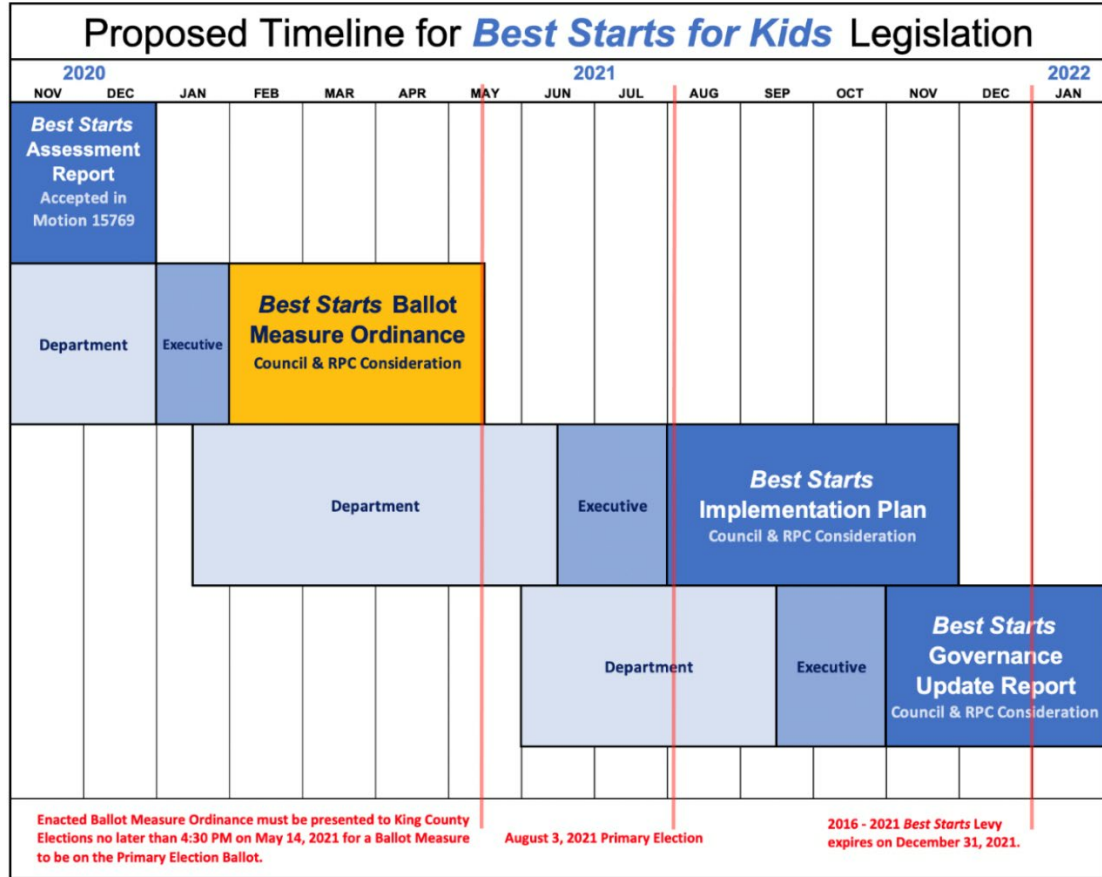 Proposed Timeline for Best Starts for Kids Legislation
2020 2021 2022
NOV DEC JAN FEB MAR APR MAY JUN JUL AUG SEP OCT NOV DEC JAN
Best Starts
Assessment
Report
Accepted in
Motion 15769
Department
Executive
Best Starts Ballot
Measure Ordinance
Council & RPC Consideration
Department
Executive
Best Starts
Implementation Plan
Council & RPC Consideration
Department
Executive
Best Starts
Governance
Update Report
Council & RPC Consideration
Enacted Ballot Measure Ordinance must be presented to King County
Elections no later than 4:30 PM on May 14, 2021 for a Ballot Measure
to be on the Primary Election Ballot.
August 3, 2021 Primary Election
2016 - 2021 Best Starts Levy
expires on December 31, 2021.